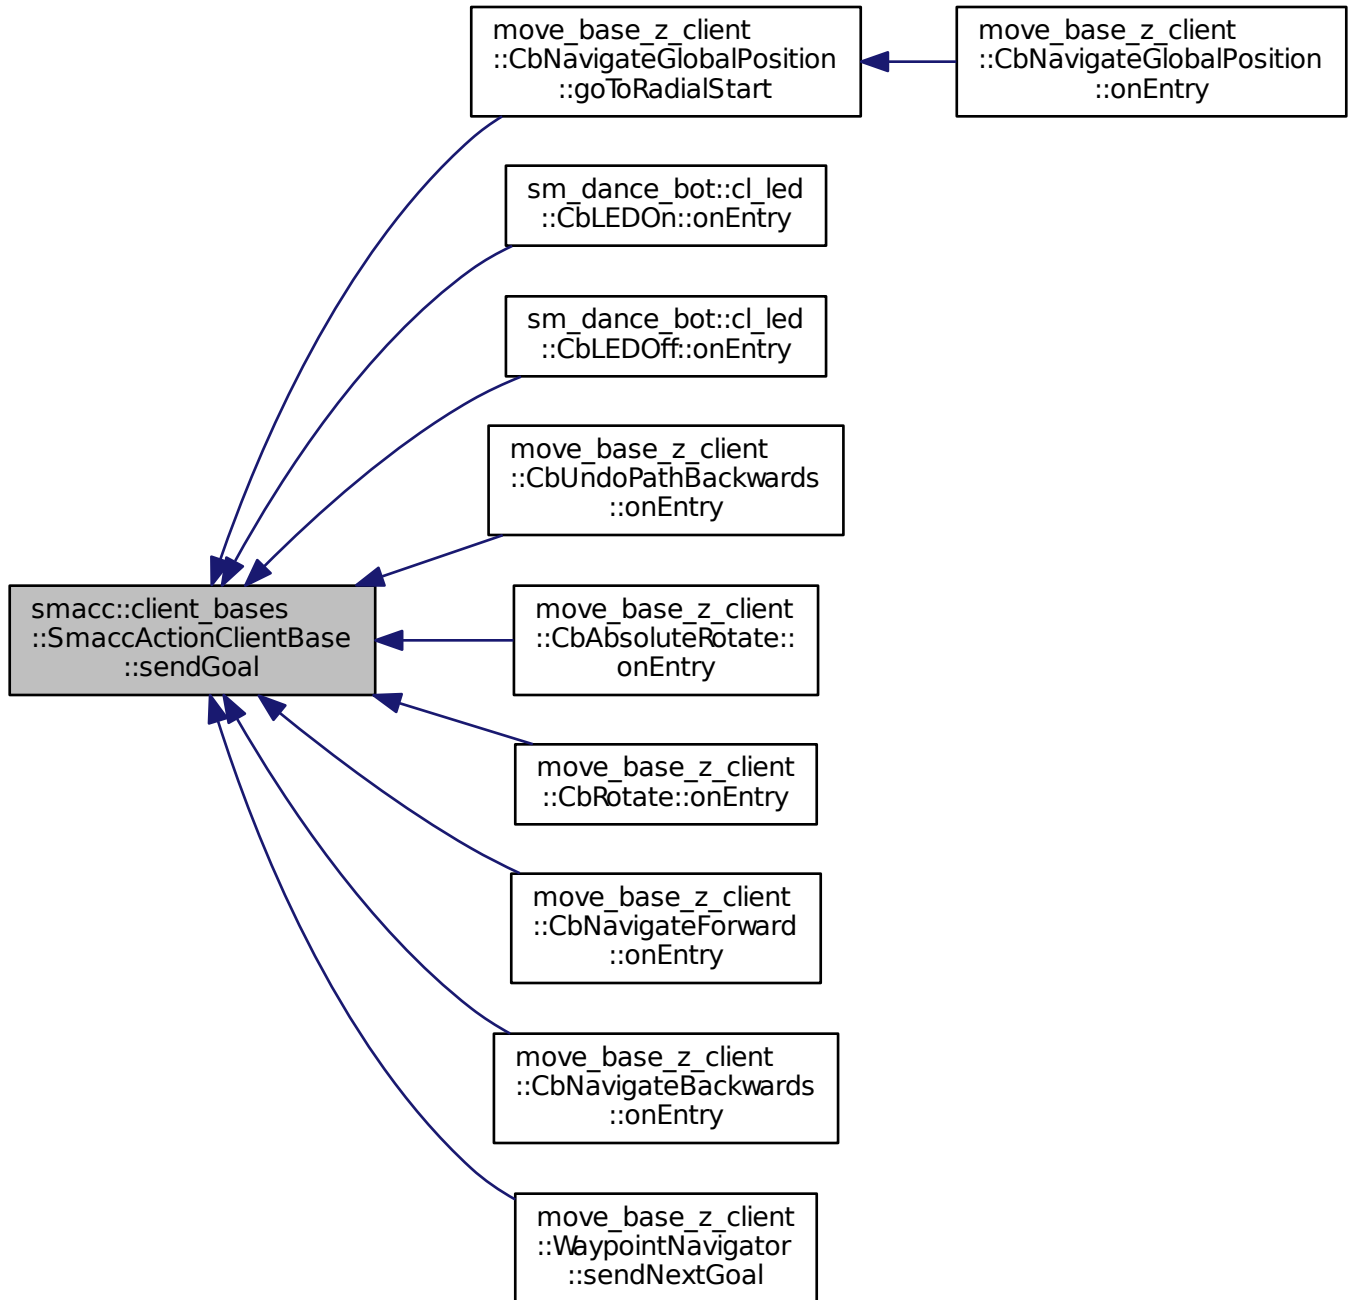 move_base_z_client
::CbNavigateGlobalPosition
::goToRadialStart
move_base_z_client
::CbNavigateGlobalPosition
::onEntry
sm_dance_bot::cl_led
::CbLEDOn::onEntry
sm_dance_bot::cl_led
::CbLEDOff::onEntry
move_base_z_client
::CbUndoPathBackwards
::onEntry
smacc::client_bases
::SmaccActionClientBase
::sendGoal
move_base_z_client
::CbAbsoluteRotate::
onEntry
move_base_z_client
::CbRotate::onEntry
move_base_z_client
::CbNavigateForward
::onEntry
move_base_z_client
::CbNavigateBackwards
::onEntry
move_base_z_client
::WaypointNavigator
::sendNextGoal